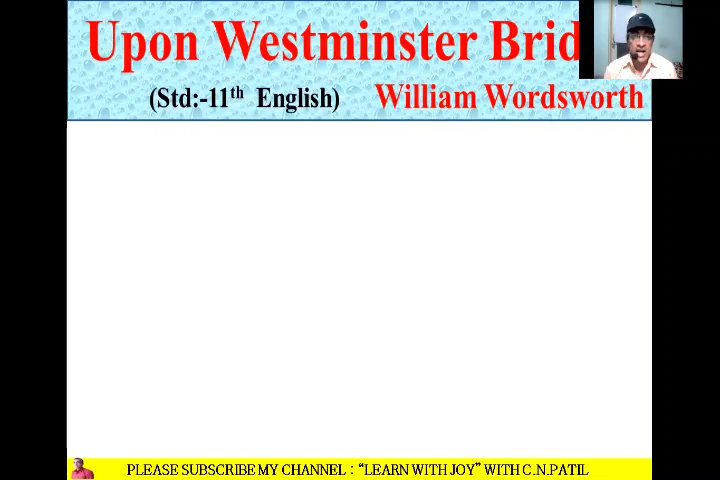 Upon Westminster Brid
(Std:-11th English) William Wordsworth
PLEASE SUBSCRIBE MY CHANNEL : “LEARN WITH JOY” WITH C.N.PATIL